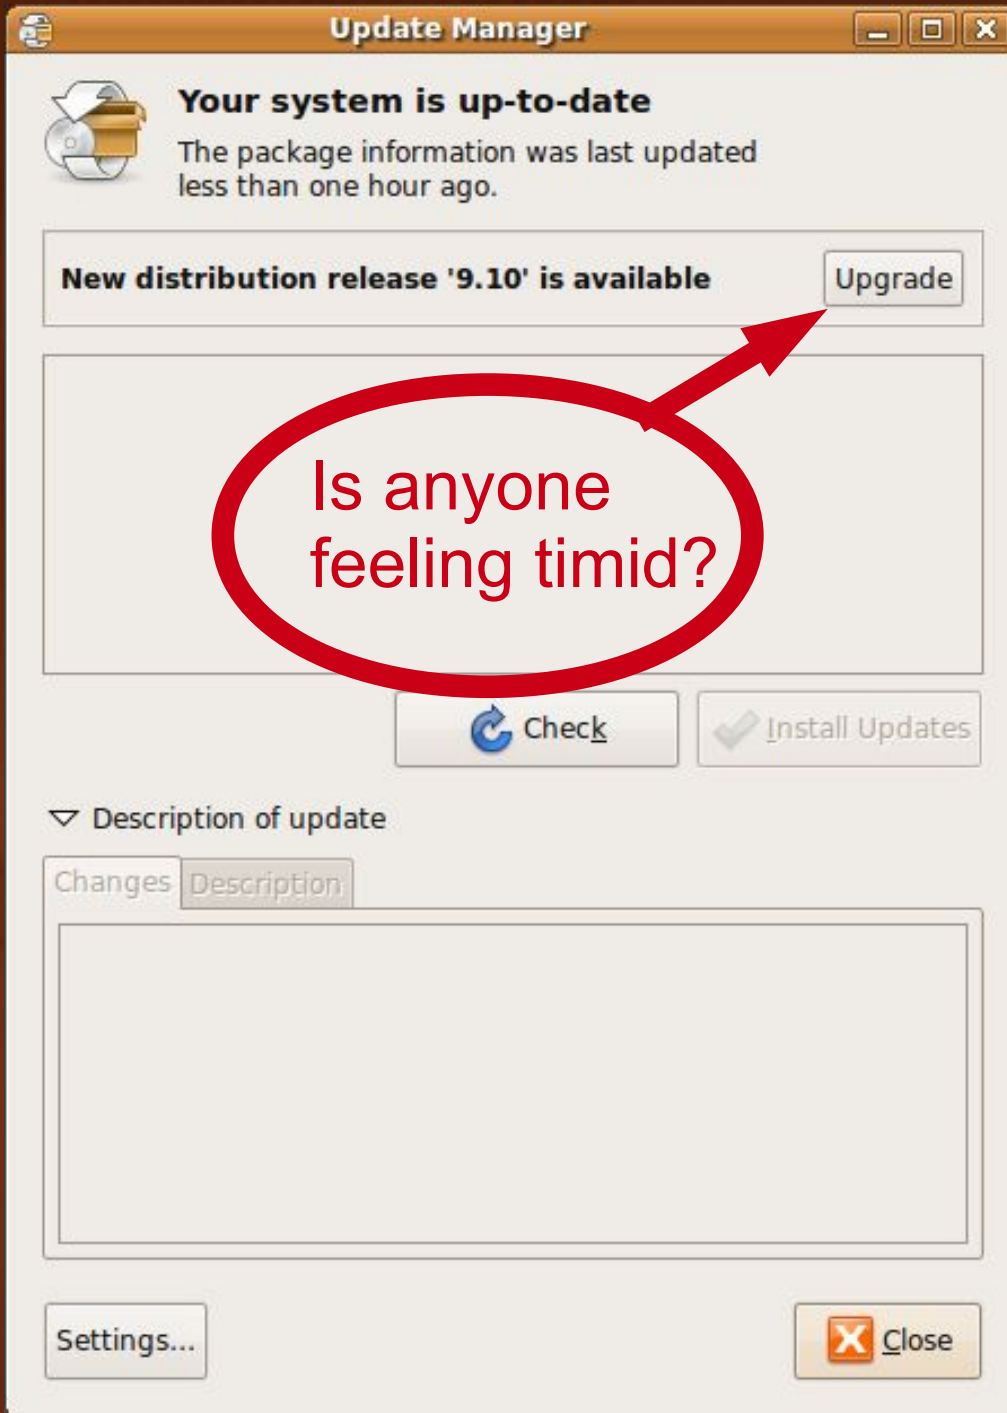 Update Manager
Your system is up-to-date
The package information was last updated
less than one hour ago.
New distribution release '9.10' is available
Upgrade
Is anyone
feeling timid?
Check
Install Updates
Description of update
Changes
Description
Settings...
Close